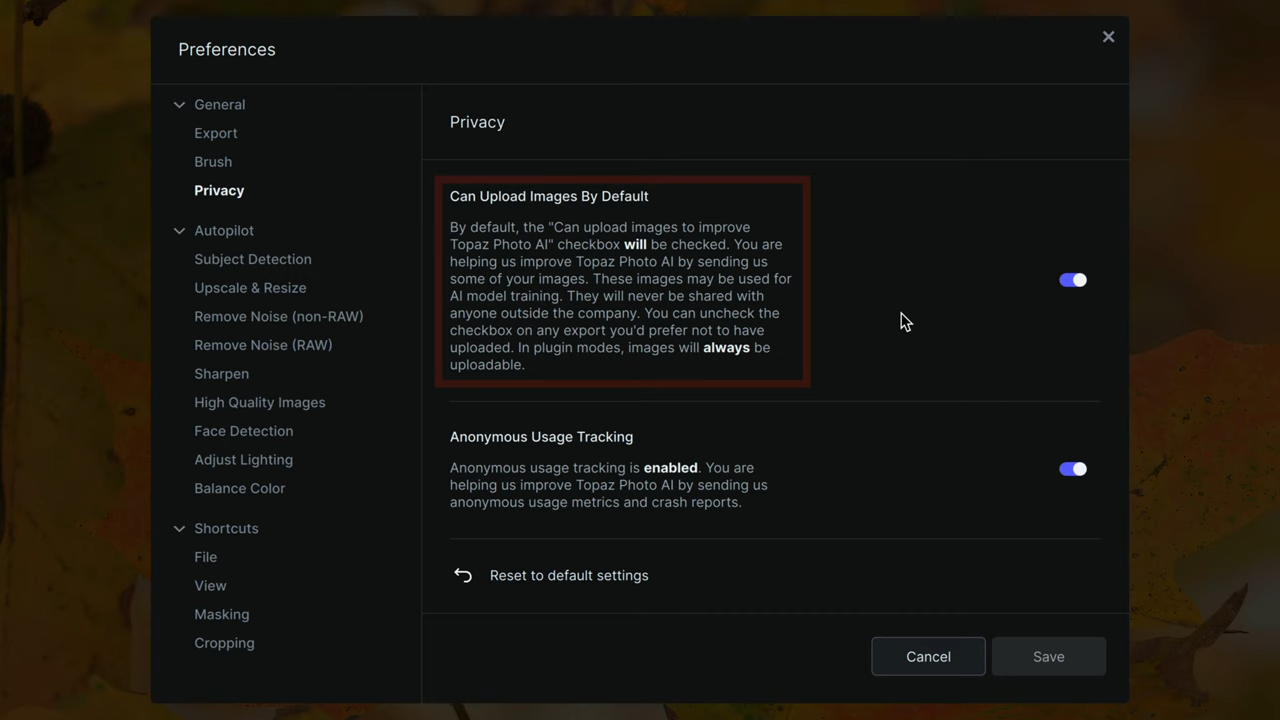 Preferences
General
Export
Brush
Privacy
Autopilot
Subject Detection
Upscale & Resize
Remove Noise (non-RAW)
Remove Noise (RAW)
Sharpen
High Quality Images
Face Detection
Adjust Lighting
Balance Color
Shortcuts
File
View
Masking
Cropping
Privacy
Can Upload Images By Default
By default, the "Can upload images to improve
Topaz Photo AI" checkbox will be checked. You are
helping us improve Topaz Photo AI by sending us
some of your images. These images may be used for
AI model training. They will never be shared with
anyone outside the company. You can uncheck the
checkbox on any export you'd prefer not to have
uploaded. In plugin modes, images will always be
uploadable.
Anonymous Usage Tracking
Anonymous usage tracking is enabled. You are
helping us improve Topaz Photo AI by sending us
anonymous usage metrics and crash reports.
Reset to default settings
Cancel
Save